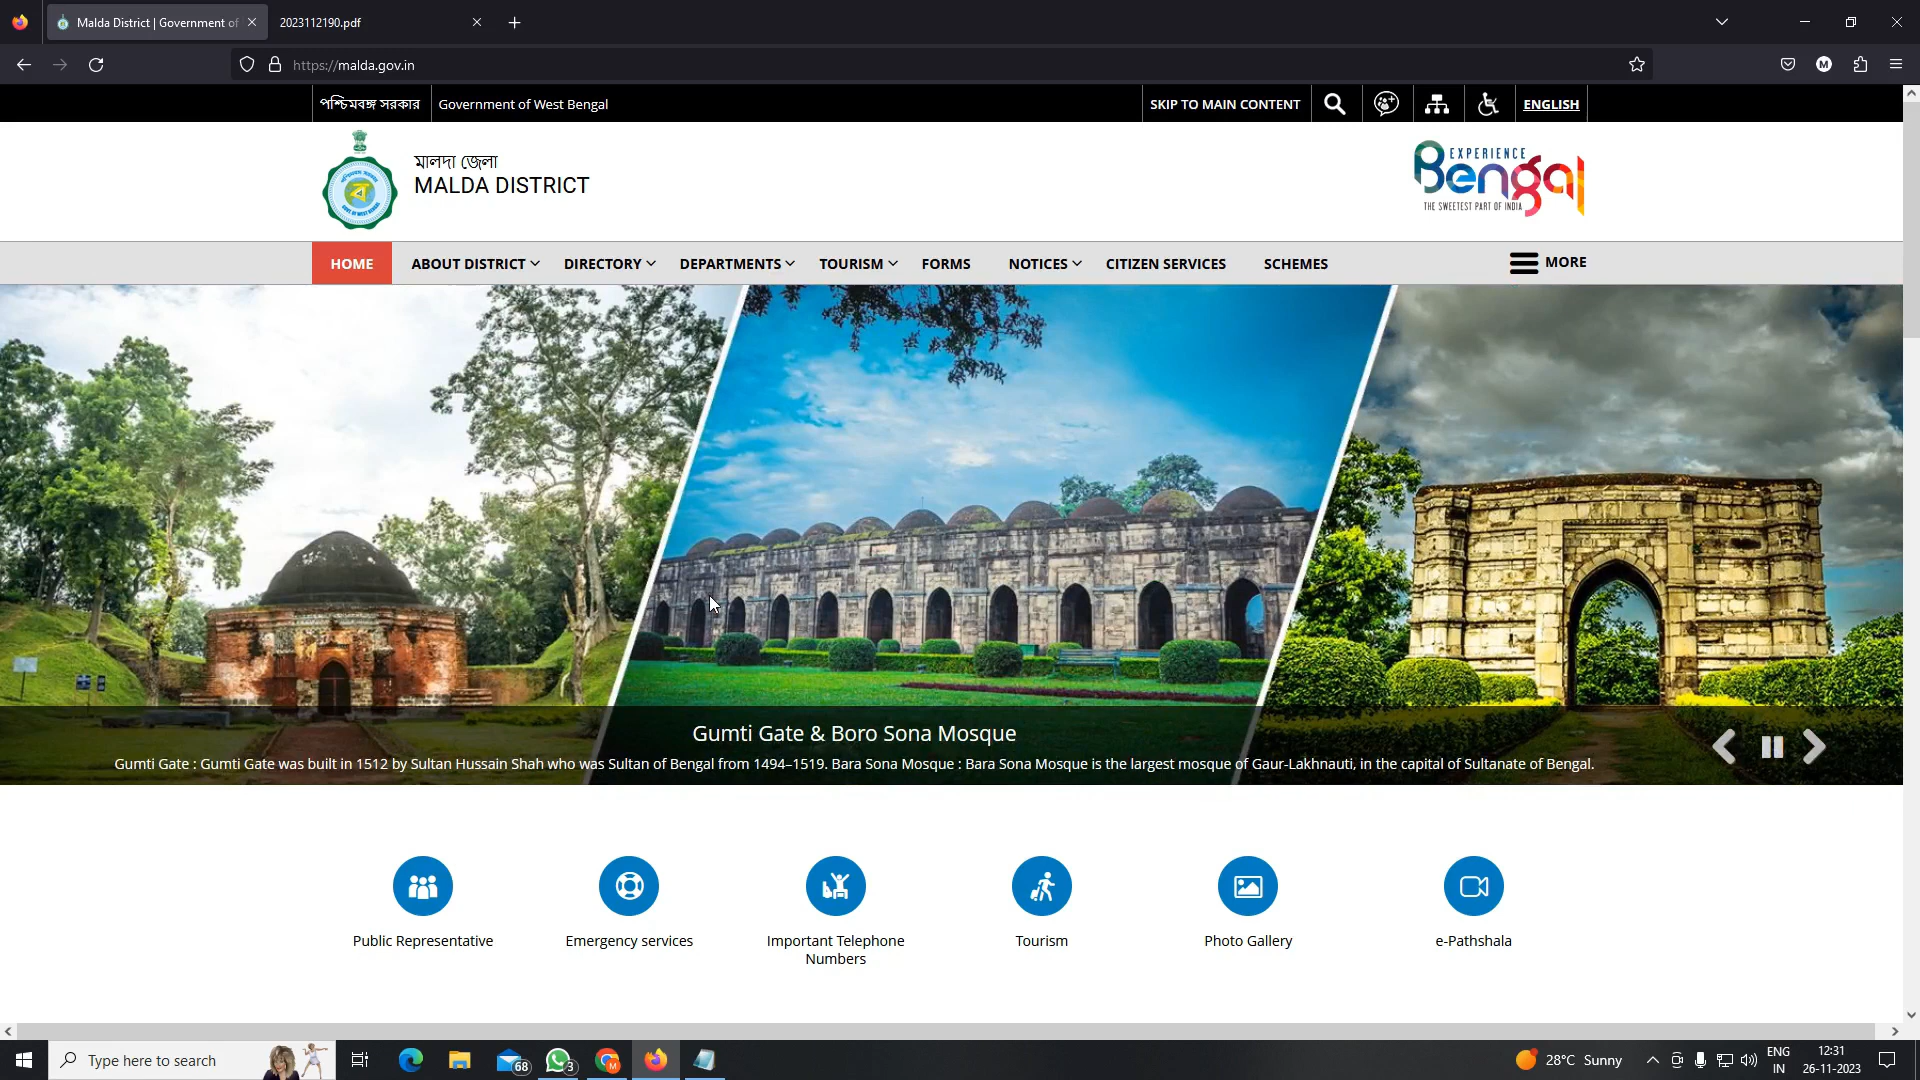 Malda District | Government of
2023112190.pdf
https://malda.gov.in
পশ্চিমবঙ্গ সরকার
Government of West Bengal
SKIP TO MAIN CONTENT
ENGLISH
মালদা জেলা
MALDA DISTRICT
EXPERIENCE
Bengal
THE SWEETEST PART OF INDIA
HOME
ABOUT DISTRICT
DIRECTORY
DEPARTMENTS
TOURISM
FORMS
NOTICES
CITIZEN SERVICES
SCHEMES
MORE
Gumti Gate & Boro Sona Mosque
Gumti Gate : Gumti Gate was built in 1512 by Sultan Hussain Shah who was Sultan of Bengal from 1494–1519. Bara Sona Mosque : Bara Sona Mosque is the largest mosque of Gaur-Lakhnauti, in the capital of Sultanate of Bengal.
Public Representative
Emergency services
Important Telephone
Numbers
Tourism
Photo Gallery
e-Pathshala
Type here to search
68
3
28°C Sunny
ENG
IN
12:31
26-11-2023